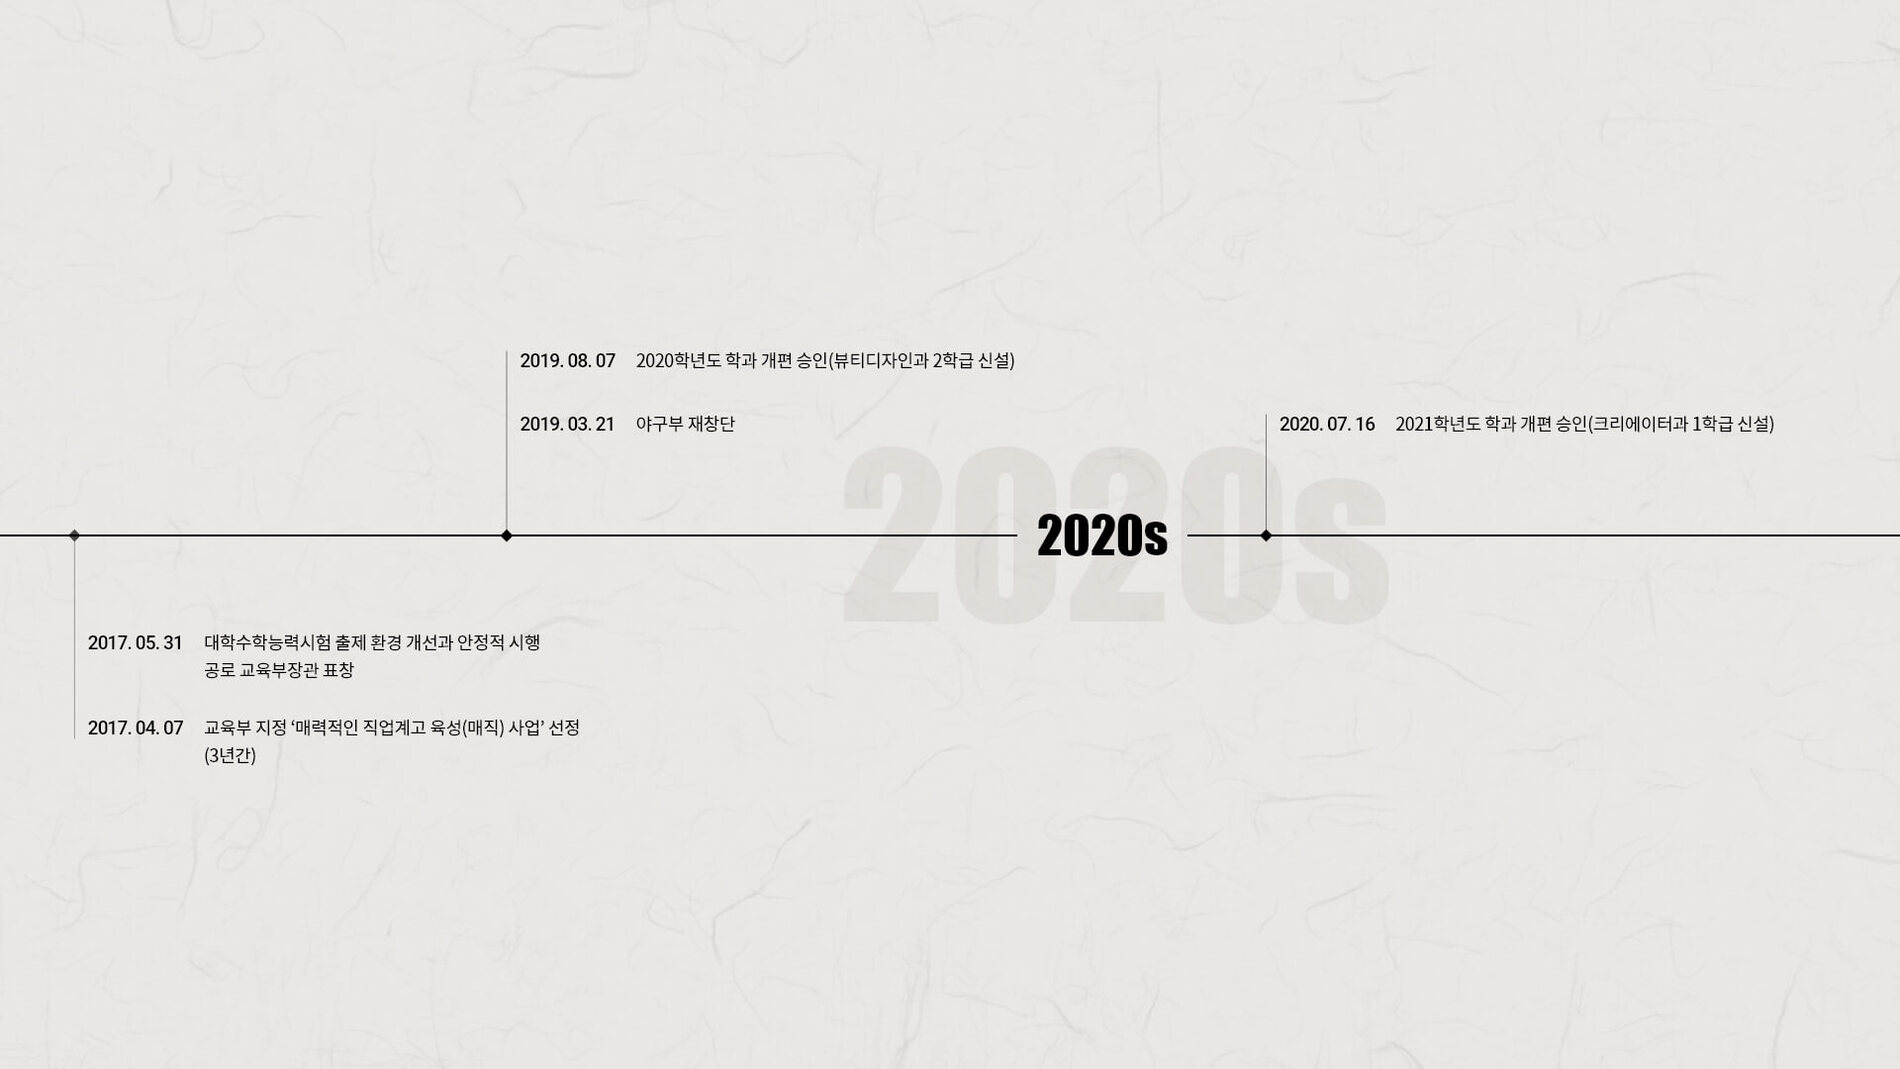 2019. 08. 07 2020학년도 학과 개편 승인(뷰티디자인과 2학급 신설)
2019. 03. 21 야구부 재창단
2020. 07. 16 2021학년도 학과 개편 승인(크리에이터과 1학급 신설)
2020s
2020s
2017. 05. 31 대학수학능력시험 출제 환경 개선과 안정적 시행
공로 교육부장관 표창
2017. 04. 07 교육부 지정 ‘매력적인 직업계고 육성(매직) 사업’ 선정
(3년간)